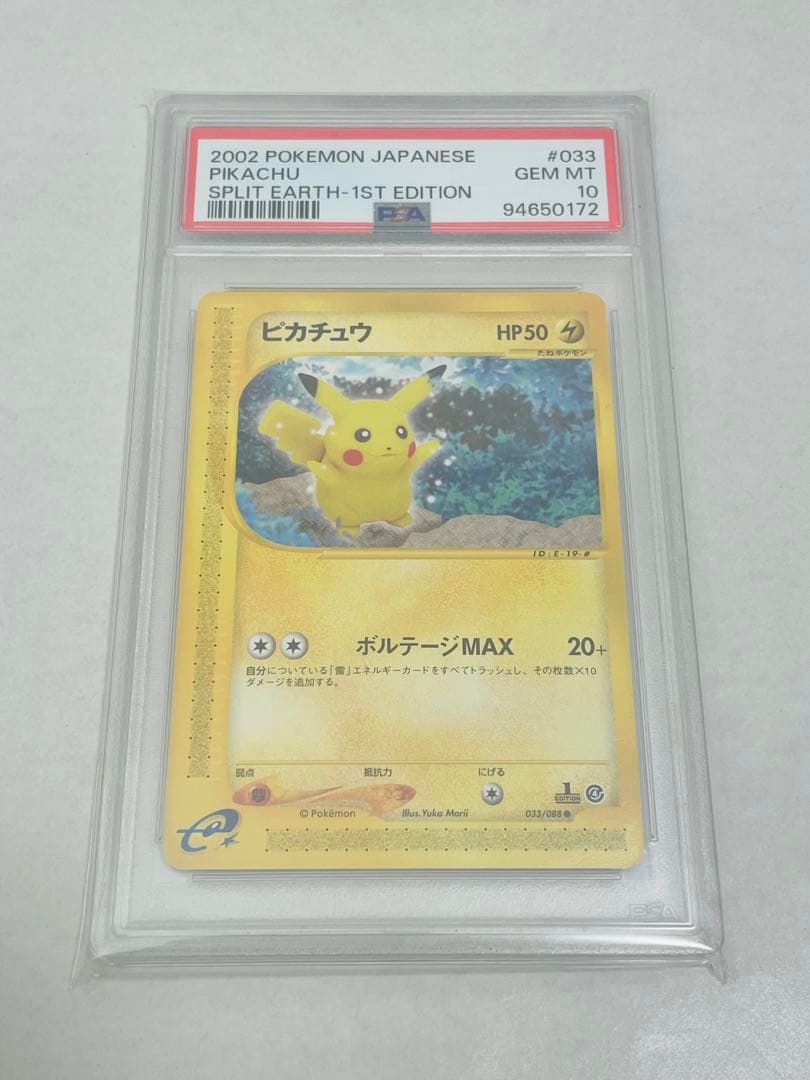 2002 POKEMON JAPANESE #033
PIKACHU GEM MT
SPLIT EARTH-1ST EDITION 10
PSA 94650172
ピカチュウ HP50
たねポケモン
ID:E-19-#
ボルテージMAX 20+
自分についている「雷」エネルギーカードをすべてトラッシュし、その枚数×10
ダメージを追加する。
弱点 抵抗力 にげる
1
EDITION
© Pokémon Illus. Yuka Morii 033/088
e
PSA